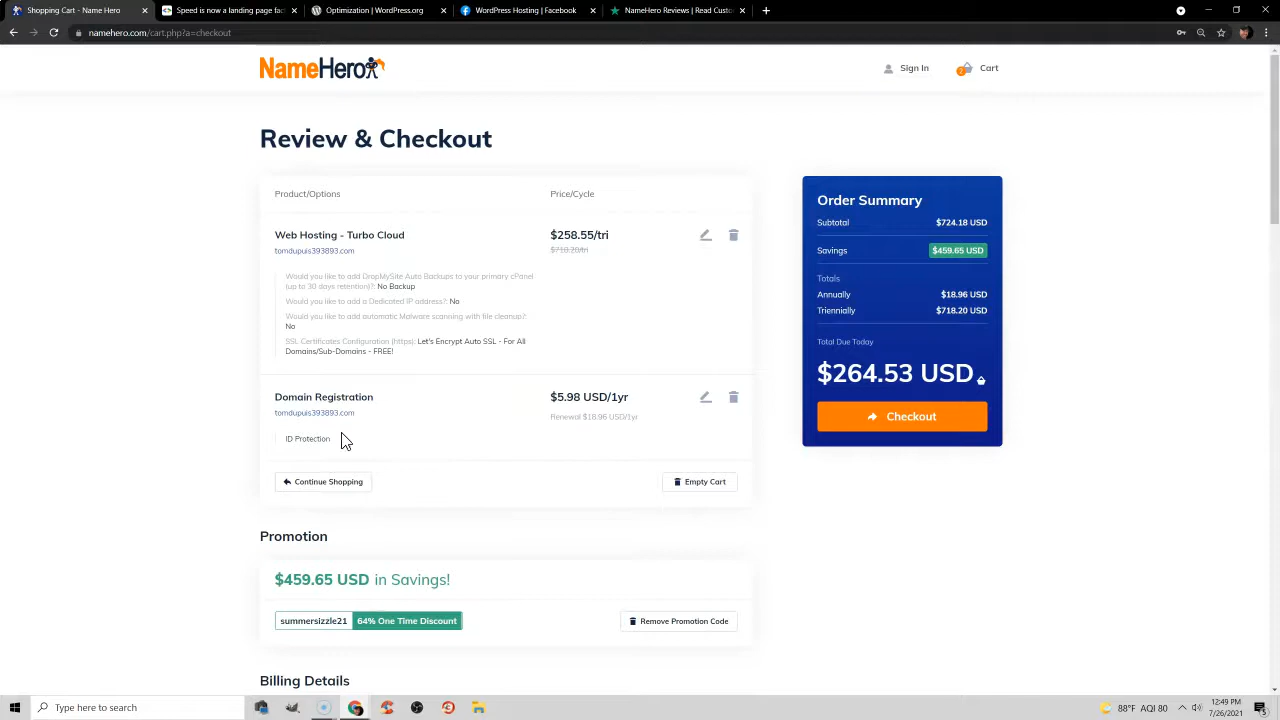 Shopping Cart - Name Hero
Speed is now a landing page fac
Optimization | WordPress.org
WordPress Hosting | Facebook
NameHero Reviews | Read Custo
namehero.com/cart.php?a=checkout
NameHero
Sign In
2
Cart
Review & Checkout
Product/Options
Price/Cycle
Web Hosting - Turbo Cloud
$258.55/tri
tomdupuis393893.com
$718.20/tri
Would you like to add DropMySite Auto Backups to your primary cPanel
(up to 30 days retention)?: No Backup
Would you like to add a Dedicated IP address?: No
Would you like to add automatic Malware scanning with file cleanup?:
No
SSL Certificates Configuration (https): Let's Encrypt Auto SSL - For All
Domains/Sub-Domains - FREE!
Domain Registration
$5.98 USD/1yr
tomdupuis393893.com
Renewal $18.96 USD/1yr
ID Protection
Continue Shopping
Empty Cart
Order Summary
Subtotal
$724.18 USD
Savings
$459.65 USD
Totals
Annually
$18.96 USD
Triennially
$718.20 USD
Total Due Today
$264.53 USD
Checkout
Promotion
$459.65 USD in Savings!
summersizzle21
64% One Time Discount
Remove Promotion Code
Billing Details
Type here to search
88°F AQI 80
12:49 PM
7/26/2021